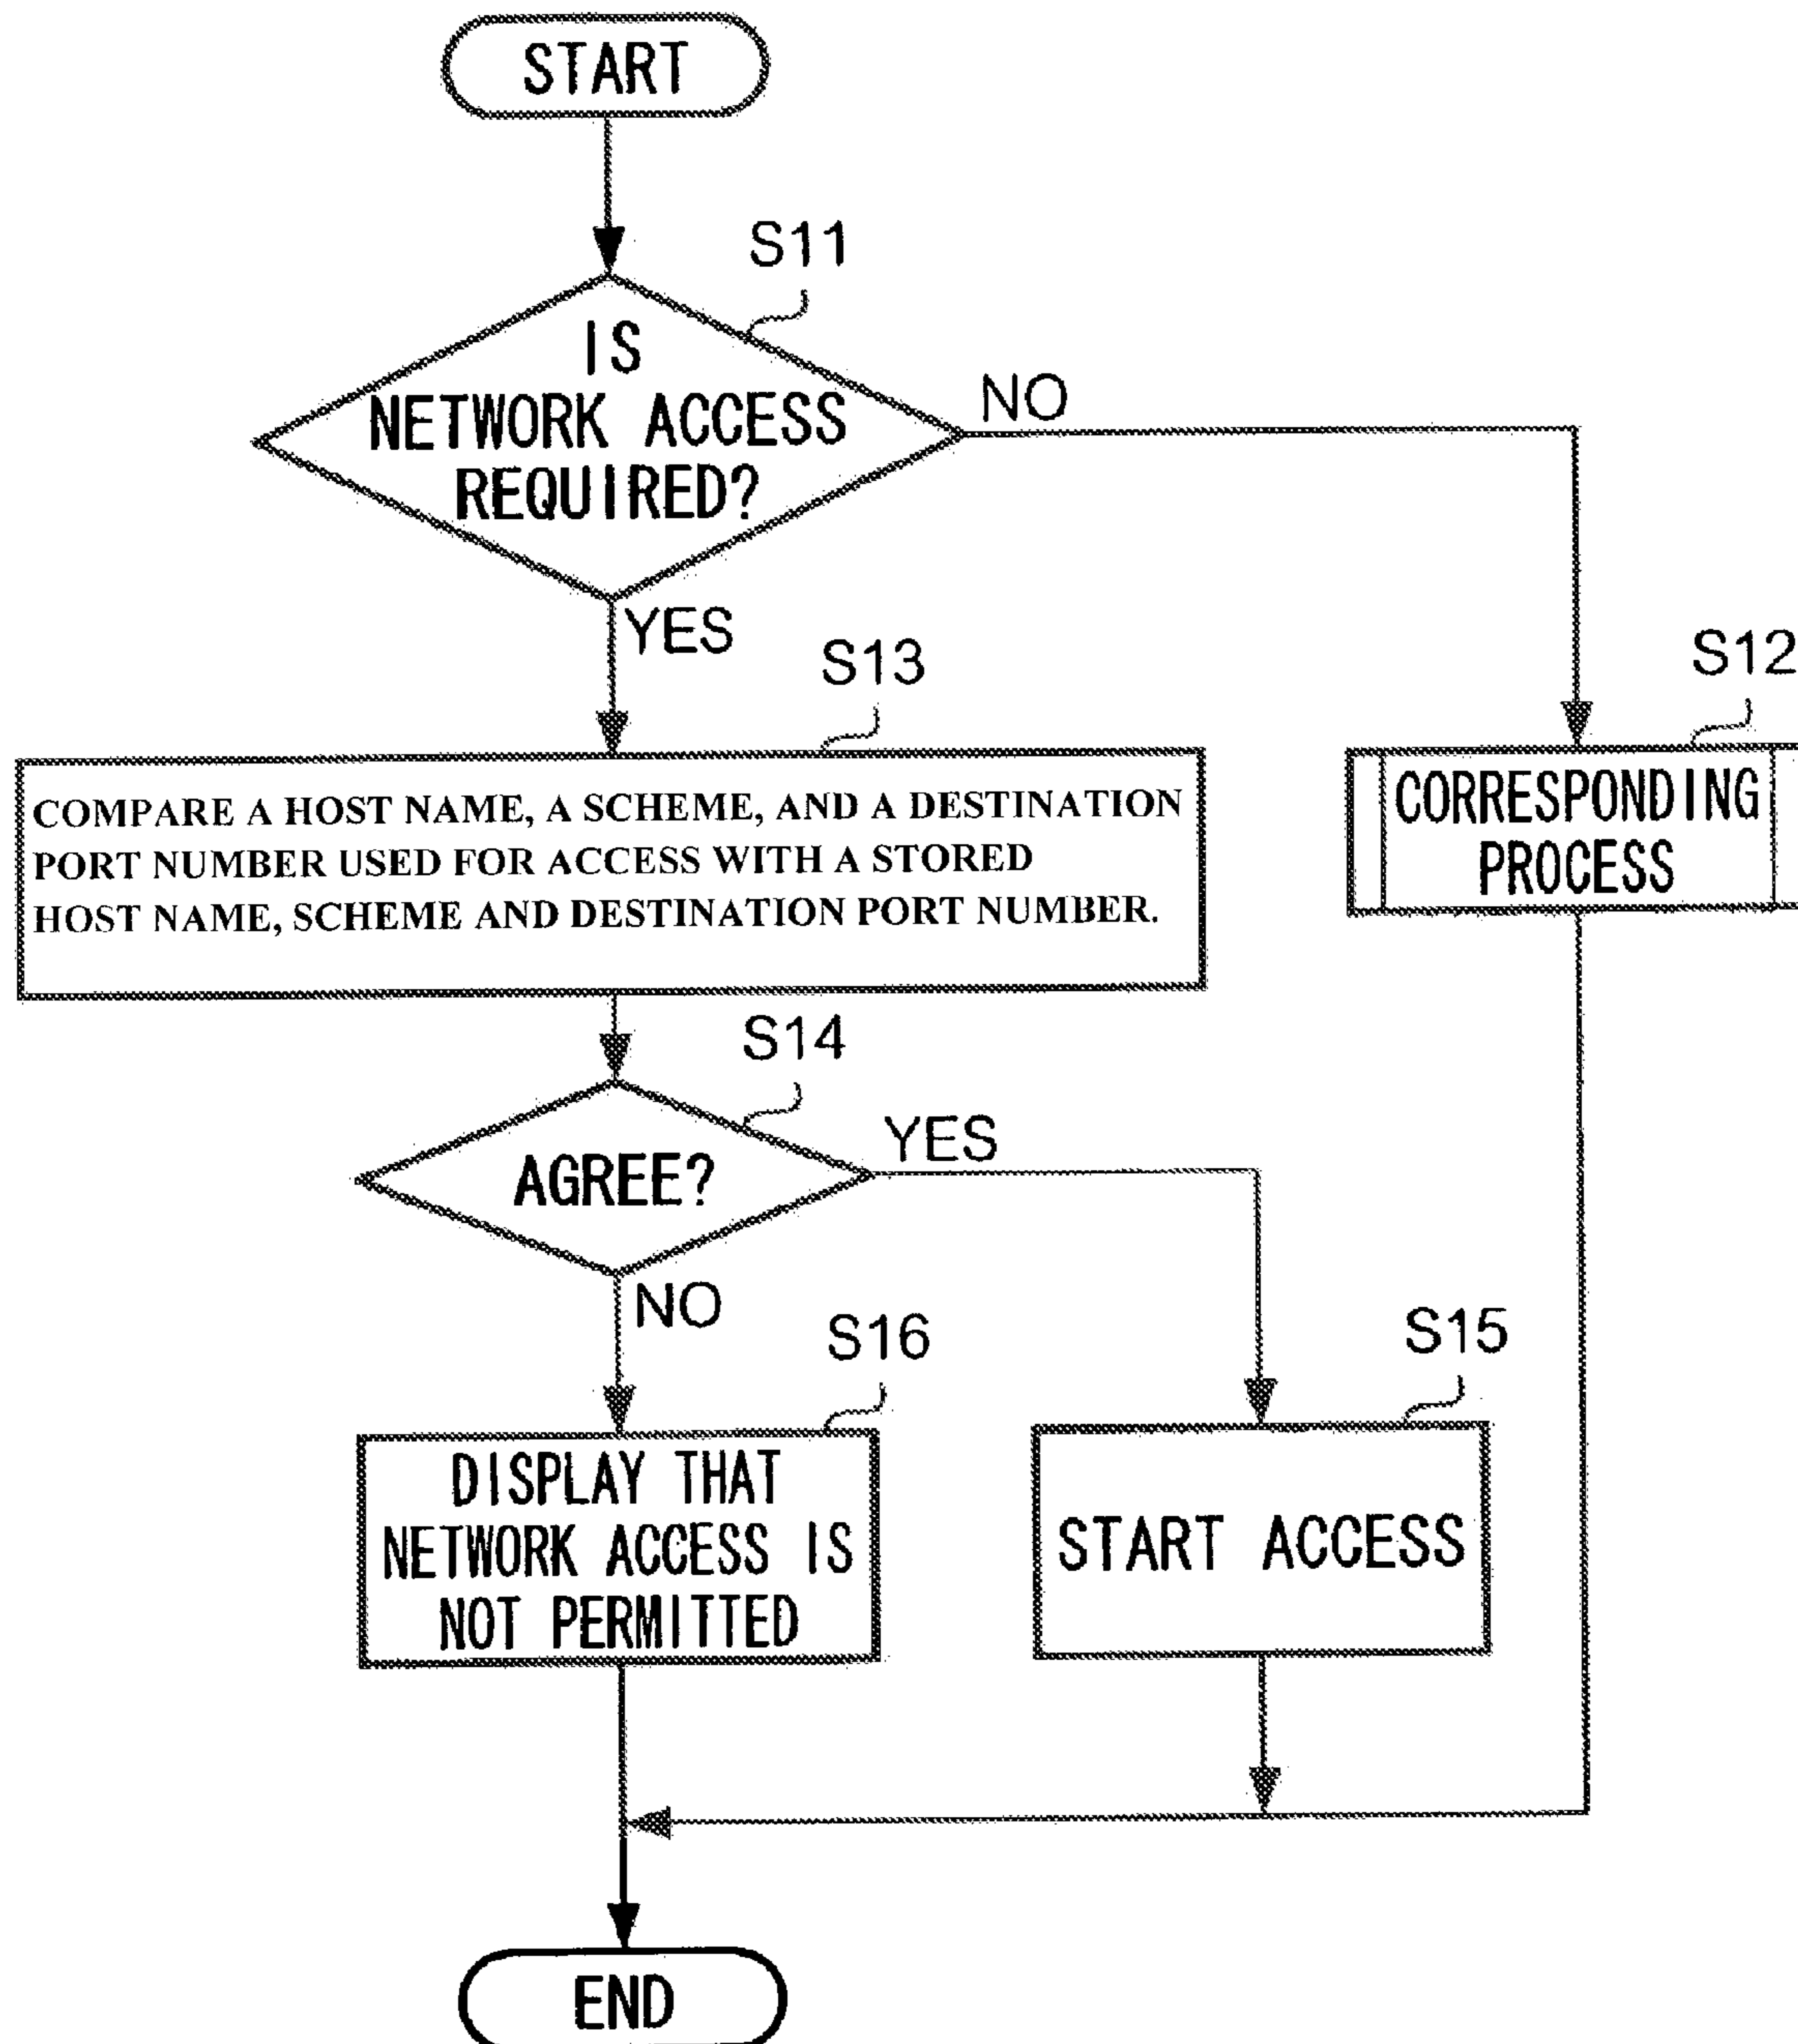 START
S11
IS
NETWORK ACCESS
REQUIRED?
NO
YES
S13
S12
COMPARE A HOST NAME, A SCHEME, AND A DESTINATION
PORT NUMBER USED FOR ACCESS WITH A STORED
HOST NAME, SCHEME AND DESTINATION PORT NUMBER.
CORRESPONDING
PROCESS
S14
AGREE?
YES
NO
S16
S15
DISPLAY THAT
NETWORK ACCESS IS
NOT PERMITTED
START ACCESS
END